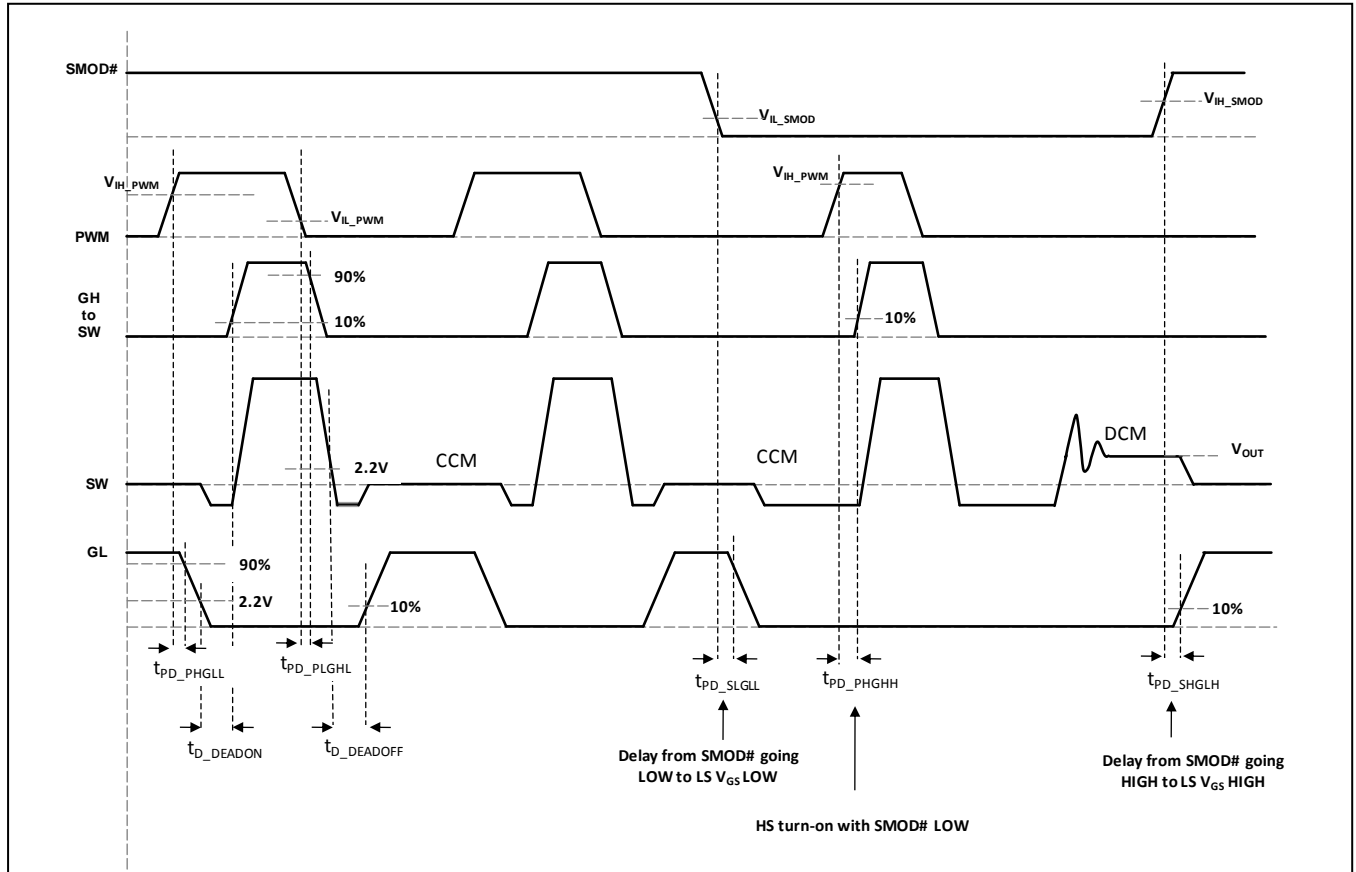 SMOD#
V_IH_SMOD
V_IL_SMOD
V_IH_PWM
V_IH_PWM
V_IL_PWM
PWM
90%
GH
to
SW
10%
10%
DCM
CCM
CCM
V_OUT
2.2V
SW
GL
90%
2.2V
10%
10%
t_PD_PHGLL
t_PD_PLGHL
t_PD_SLGLL
t_PD_PHGHH
t_PD_SHGLH
t_D_DEADON
t_D_DEADOFF
Delay from SMOD# going
LOW to LS V_GS LOW
Delay from SMOD# going
HIGH to LS V_GS HIGH
HS turn-on with SMOD# LOW